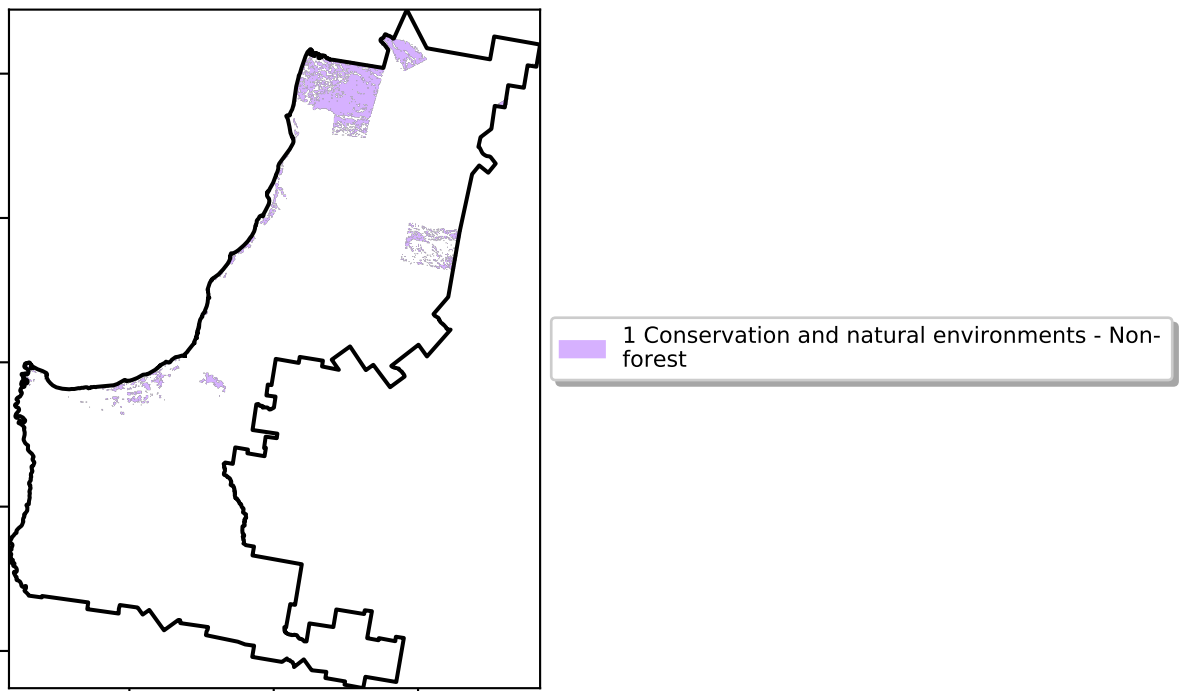 1 Conservation and natural environments - Non-
forest